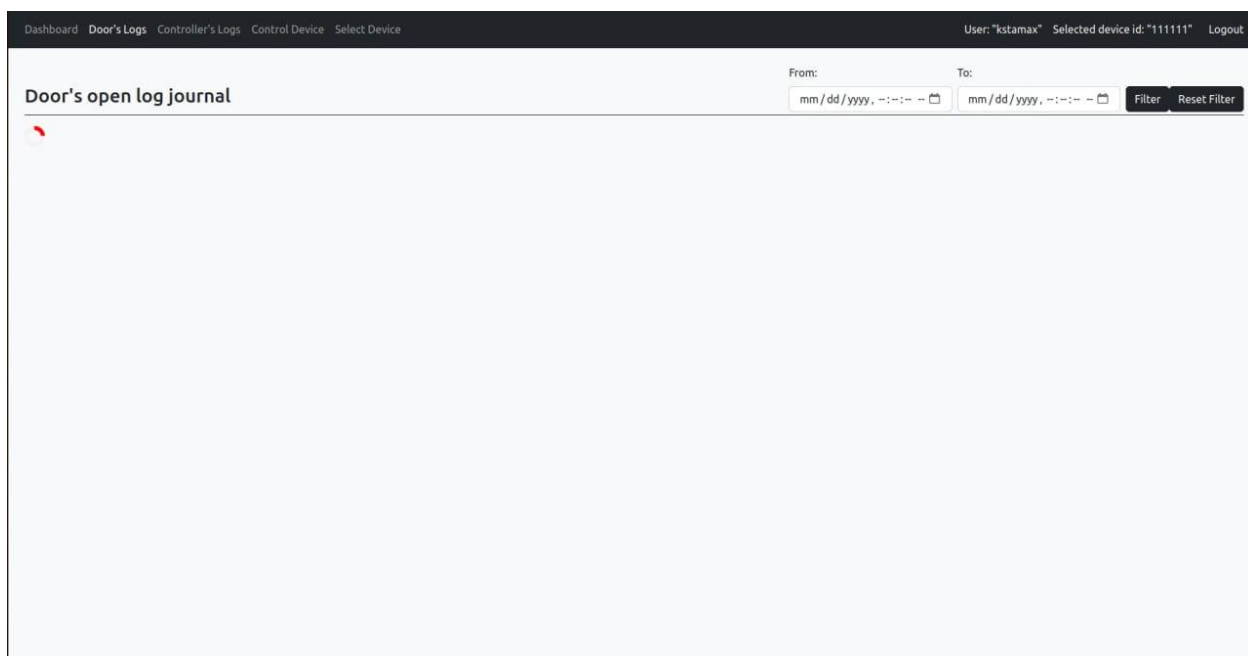 Dashboard Door's Logs Controller's Logs Control Device Select Device User: "kstamax" Selected device id: "111111" Logout
From: To:
Door's open log journal mm/dd/yyyy, --:--:-- -- mm/dd/yyyy, --:--:-- -- Filter Reset Filter